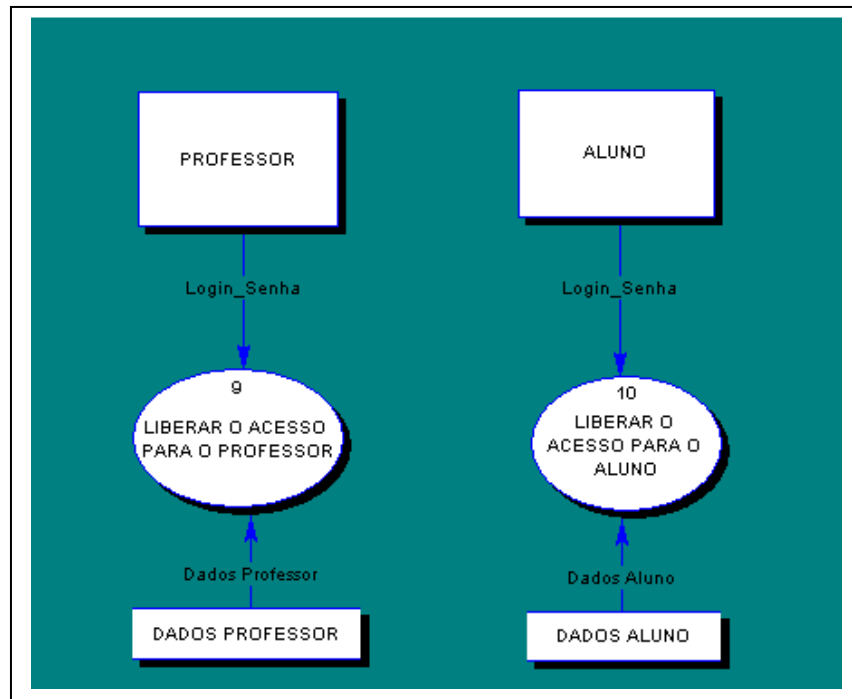 PROFESSOR
ALUNO
Login_Senha
Login_Senha
9
LIBERAR O ACESSO
PARA O PROFESSOR
10
LIBERAR O
ACESSO PARA O
ALUNO
Dados Professor
Dados Aluno
DADOS PROFESSOR
DADOS ALUNO